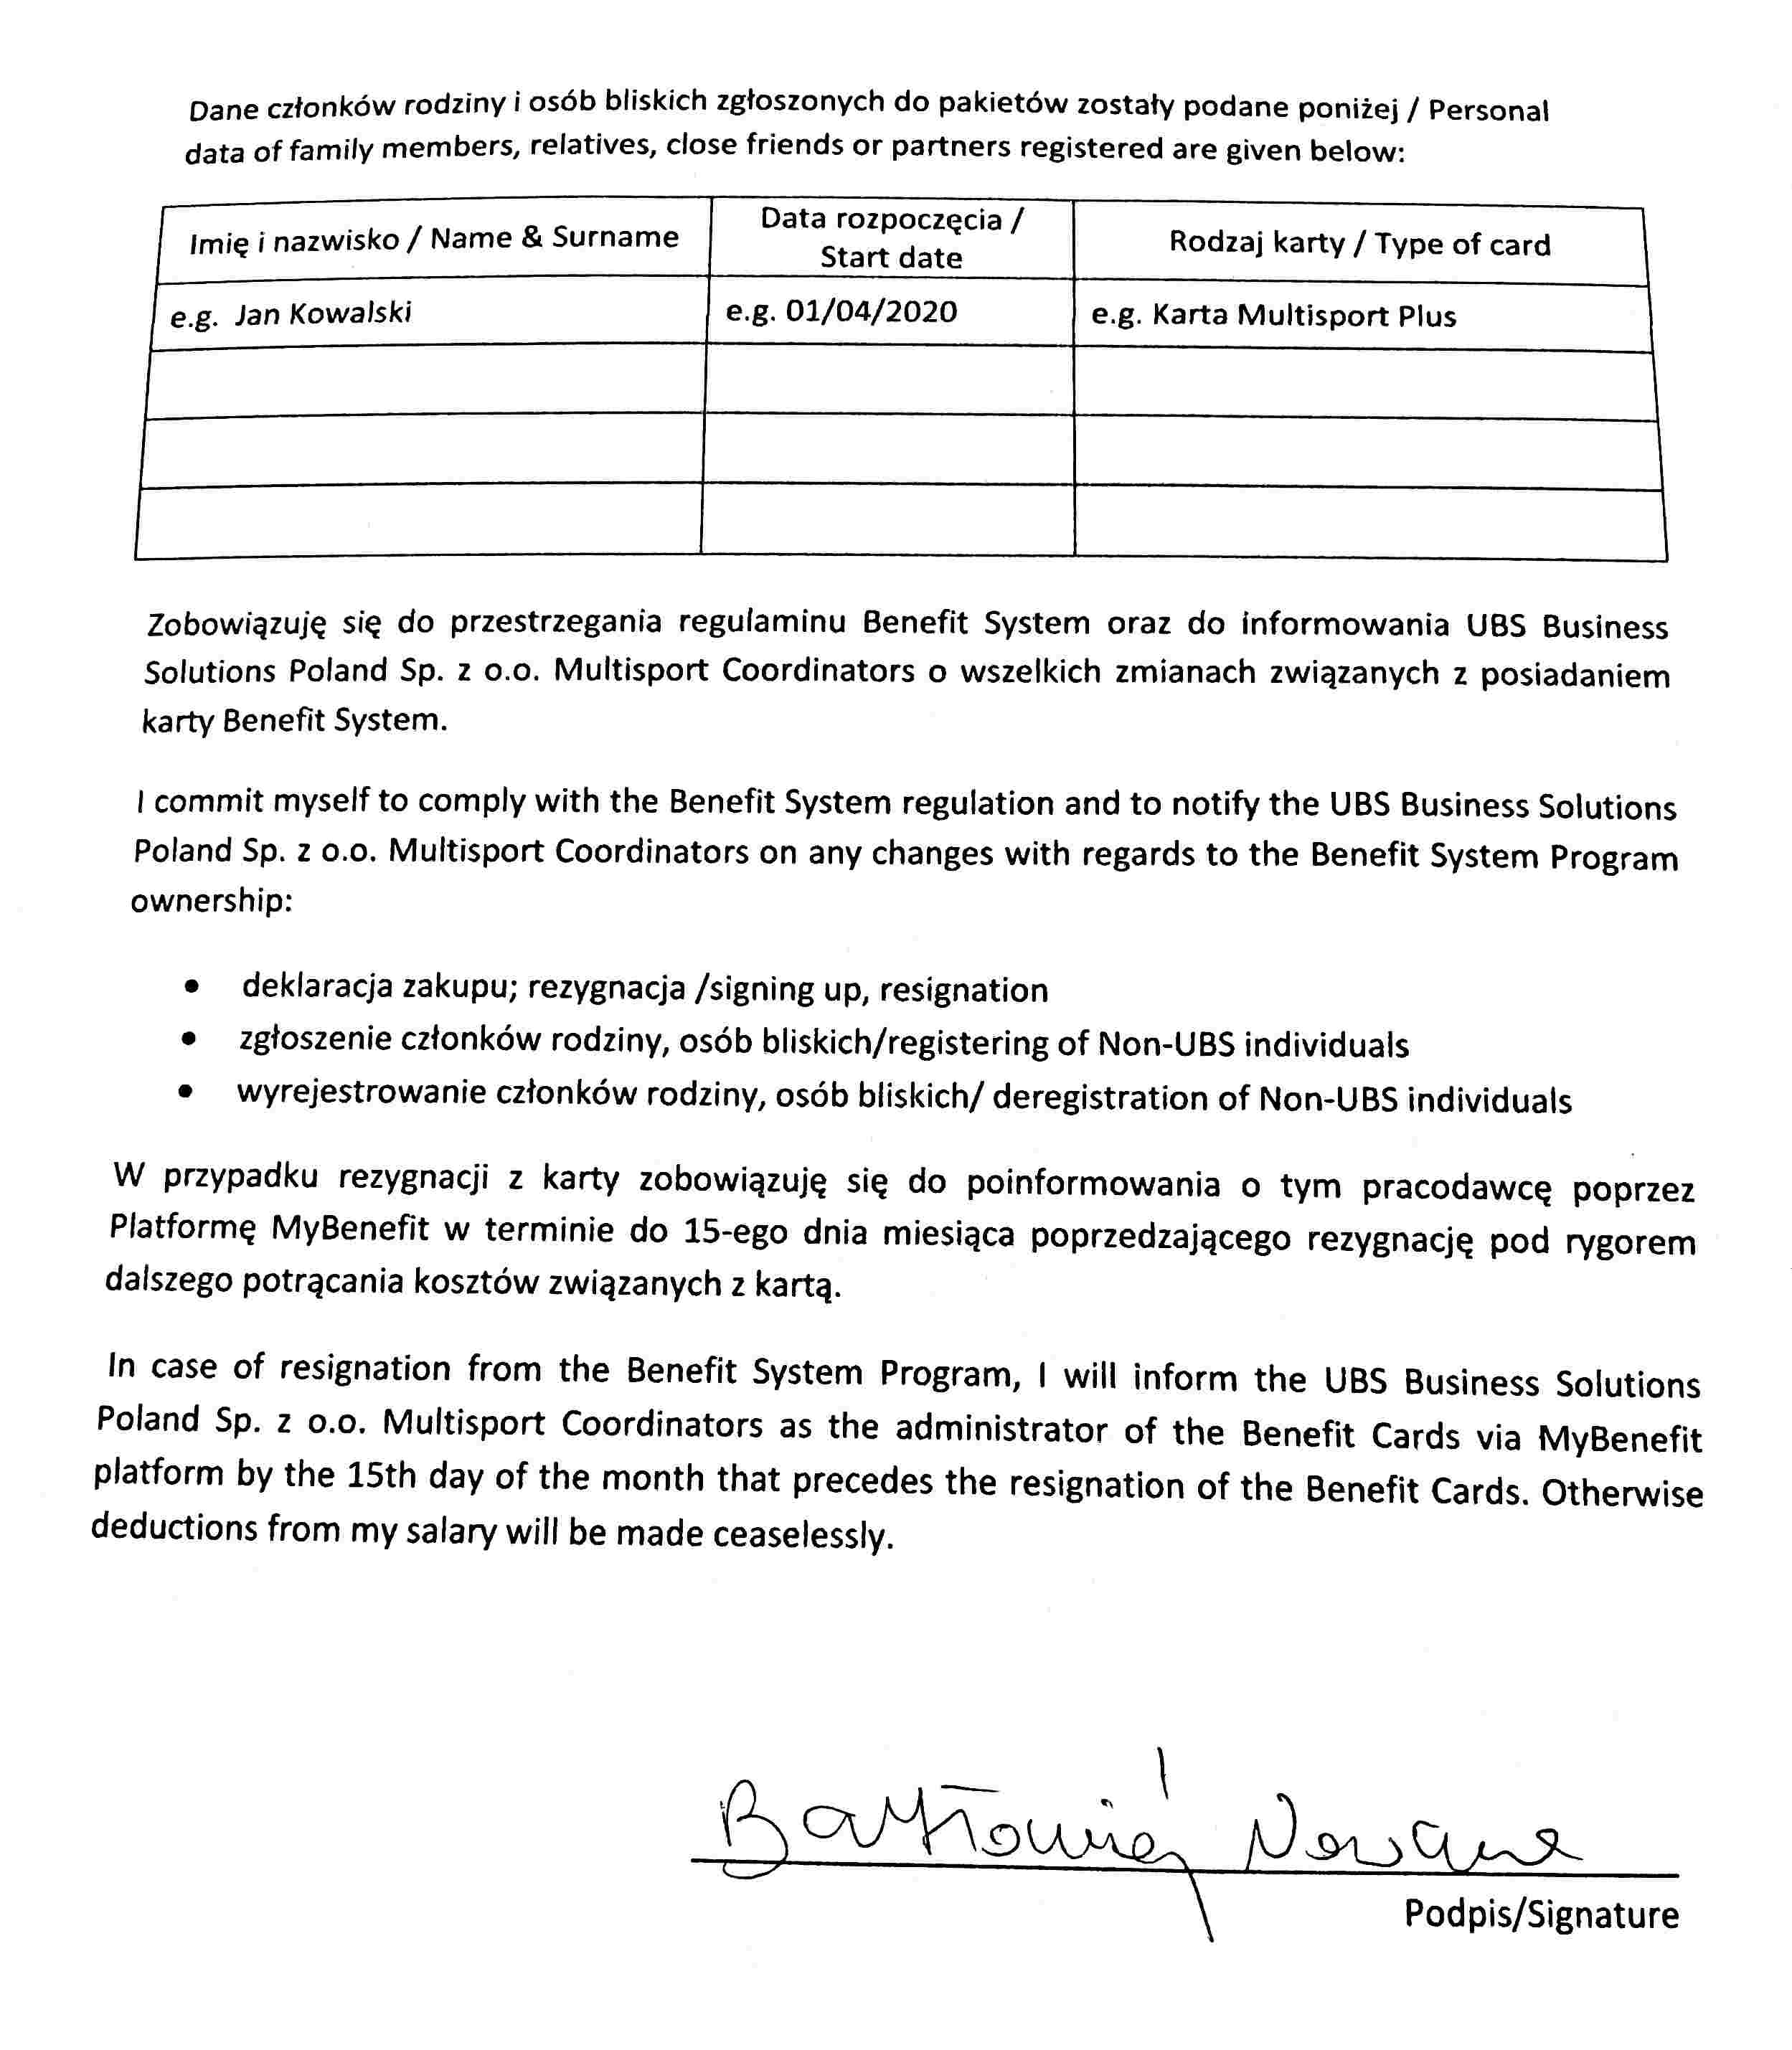 Dane członków rodziny i osób bliskich zgłoszonych do pakietów zostały podane poniżej / Personal
data of family members, relatives, close friends or partners registered are given below:
Imię i nazwisko / Name & Surname
Data rozpoczęcia /
Start date
Rodzaj karty / Type of card
e.g. Jan Kowalski
e.g. 01/04/2020
e.g. Karta Multisport Plus
Zobowiązuję się do przestrzegania regulaminu Benefit System oraz do informowania UBS Business
Solutions Poland Sp. z o.o. Multisport Coordinators o wszelkich zmianach związanych z posiadaniem
karty Benefit System.
I commit myself to comply with the Benefit System regulation and to notify the UBS Business Solutions
Poland Sp. z o.o. Multisport Coordinators on any changes with regards to the Benefit System Program
ownership:
• deklaracja zakupu; rezygnacja /signing up, resignation
• zgłoszenie członków rodziny, osób bliskich/registering of Non-UBS individuals
• wyrejestrowanie członków rodziny, osób bliskich/ deregistration of Non-UBS individuals
W przypadku rezygnacji z karty zobowiązuję się do poinformowania o tym pracodawcę poprzez
Platformę MyBenefit w terminie do 15-ego dnia miesiąca poprzedzającego rezygnację pod rygorem
dalszego potrącania kosztów związanych z kartą.
In case of resignation from the Benefit System Program, I will inform the UBS Business Solutions
Poland Sp. z o.o. Multisport Coordinators as the administrator of the Benefit Cards via MyBenefit
platform by the 15th day of the month that precedes the resignation of the Benefit Cards. Otherwise
deductions from my salary will be made ceaselessly.
Podpis/Signature